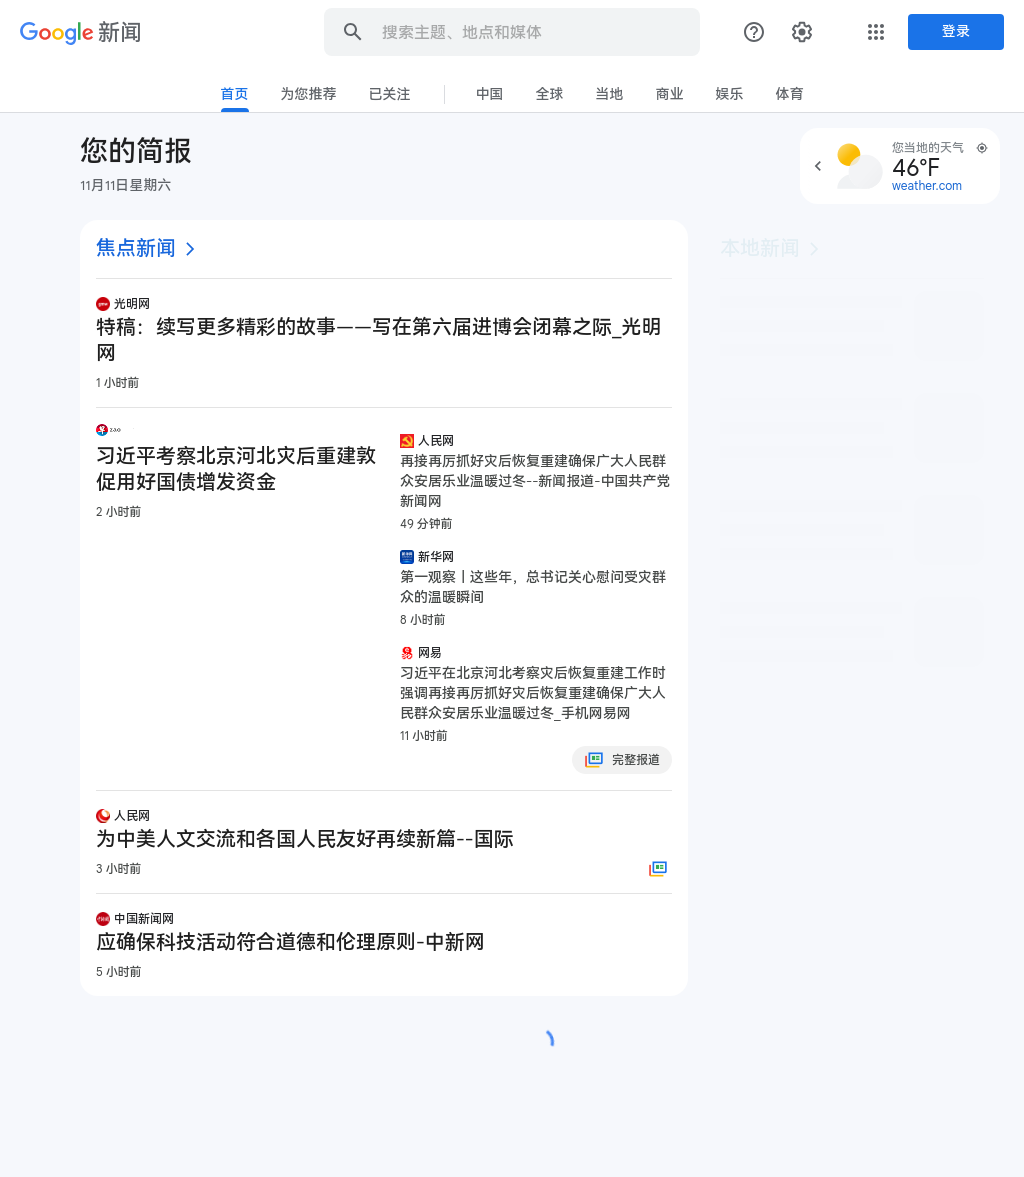 Google 新闻
搜索主题、地点和媒体
登录
首页
为您推荐
已关注
中国
全球
当地
商业
娱乐
体育
您的简报
11月11日星期六
您当地的天气
46°F
weather.com
焦点新闻
光明网
特稿：续写更多精彩的故事——写在第六届进博会闭幕之际_光明
网
1 小时前
习近平考察北京河北灾后重建敦
促用好国债增发资金
2 小时前
人民网
再接再厉抓好灾后恢复重建确保广大人民群
众安居乐业温暖过冬--新闻报道-中国共产党
新闻网
49 分钟前
新华网
第一观察丨这些年，总书记关心慰问受灾群
众的温暖瞬间
8 小时前
网易
习近平在北京河北考察灾后恢复重建工作时
强调再接再厉抓好灾后恢复重建确保广大人
民群众安居乐业温暖过冬_手机网易网
11 小时前
完整报道
人民网
为中美人文交流和各国人民友好再续新篇--国际
3 小时前
中国新闻网
应确保科技活动符合道德和伦理原则-中新网
5 小时前
本地新闻